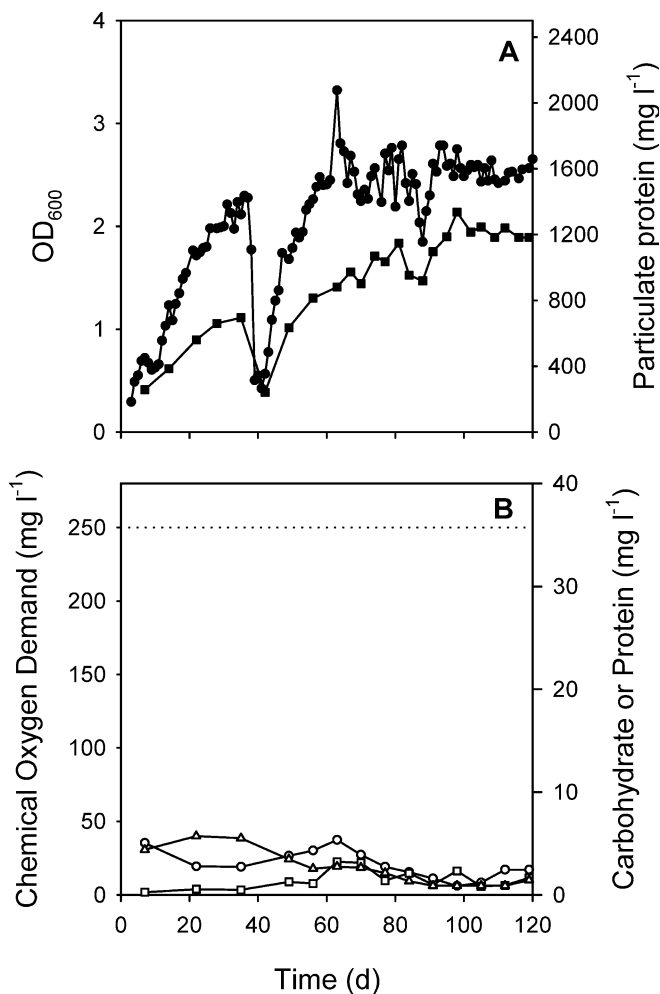 A
OD600
4
3
2
1
0
Particulate protein (mg l-1)
2400
2000
1600
1200
800
400
0
B
Chemical Oxygen Demand (mg l-1)
250
200
150
100
50
0
Carbohydrate or Protein (mg l-1)
40
30
20
10
0
0 20 40 60 80 100 120
Time (d)